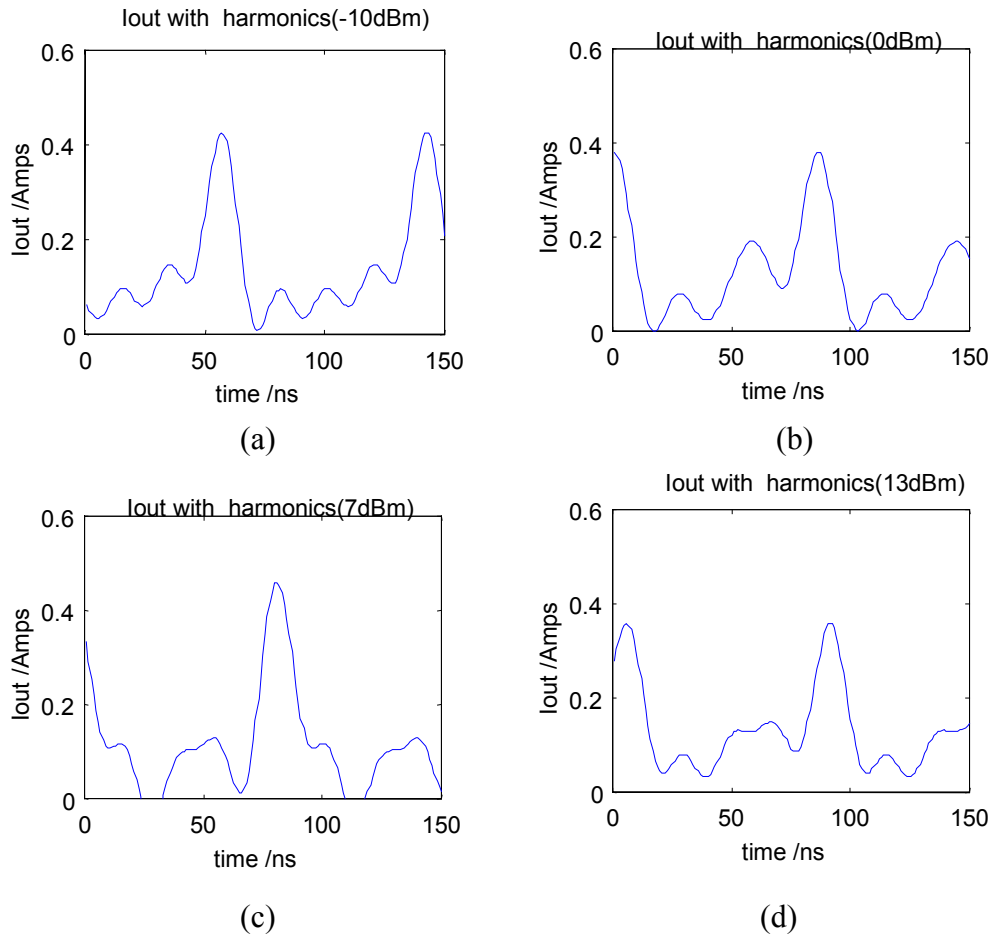 Iout with harmonics(-10dBm)
0.6
0.4
0.2
0
Iout /Amps
0 50 100 150
time /ns
(a)
Iout with harmonics(0dBm)
0.6
0.4
0.2
0
Iout /Amps
0 50 100 150
time /ns
(b)
Iout with harmonics(7dBm)
0.6
0.4
0.2
0
Iout /Amps
0 50 100 150
time /ns
(c)
Iout with harmonics(13dBm)
0.6
0.4
0.2
0
Iout /Amps
0 50 100 150
time /ns
(d)